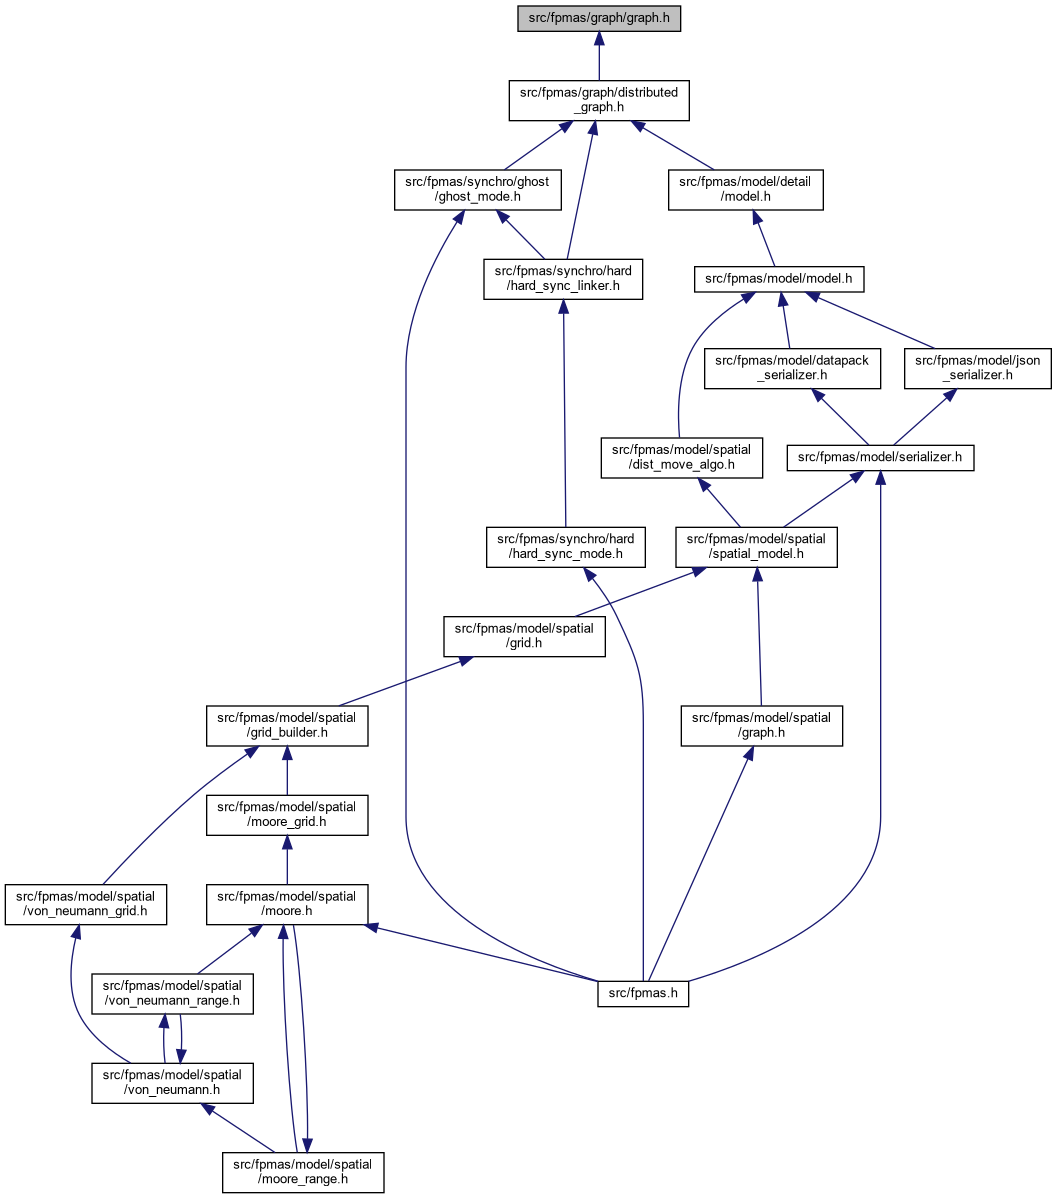 src/fpmas/graph/graph.h
src/fpmas/graph/distributed
_graph.h
src/fpmas/synchro/ghost
/ghost_mode.h
src/fpmas/model/detail
/model.h
src/fpmas/synchro/hard
/hard_sync_linker.h
src/fpmas/model/model.h
src/fpmas/model/datapack
_serializer.h
src/fpmas/model/json
_serializer.h
src/fpmas/model/spatial
/dist_move_algo.h
src/fpmas/model/serializer.h
src/fpmas/synchro/hard
/hard_sync_mode.h
src/fpmas/model/spatial
/spatial_model.h
src/fpmas/model/spatial
/grid.h
src/fpmas/model/spatial
/grid_builder.h
src/fpmas/model/spatial
/graph.h
src/fpmas/model/spatial
/moore_grid.h
src/fpmas/model/spatial
/von_neumann_grid.h
src/fpmas/model/spatial
/moore.h
src/fpmas/model/spatial
/von_neumann_range.h
src/fpmas.h
src/fpmas/model/spatial
/von_neumann.h
src/fpmas/model/spatial
/moore_range.h